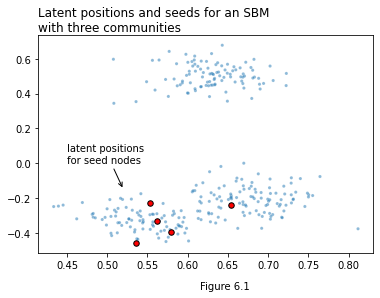 Latent positions and seeds for an SBM
with three communities
0.6
0.4
0.2
0.0
−0.2
−0.4
latent positions
for seed nodes
0.45 0.50 0.55 0.60 0.65 0.70 0.75 0.80
Figure 6.1